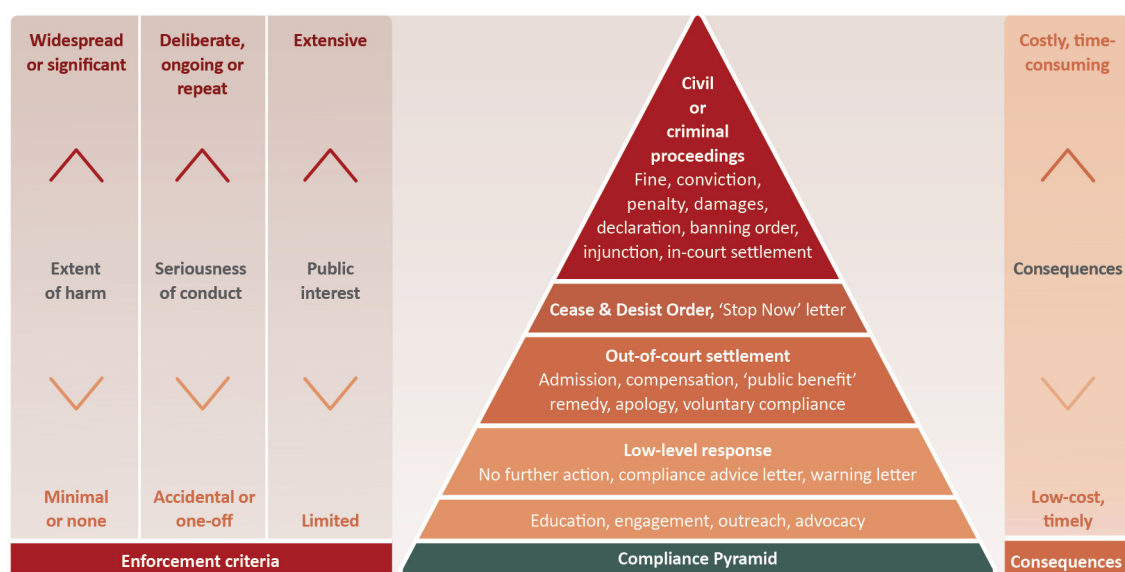 Widespread
or significant
Deliberate,
ongoing or
repeat
Extensive
Extent
of harm
Seriousness
of conduct
Public
interest
Minimal
or none
Accidental or
one-off
Limited
Enforcement criteria
Civil
or
criminal
proceedings
Fine, conviction,
penalty, damages,
declaration, banning order,
injunction, in-court settlement
Cease & Desist Order, ‘Stop Now’ letter
Out-of-court settlement
Admission, compensation, ‘public benefit’
remedy, apology, voluntary compliance
Low-level response
No further action, compliance advice letter, warning letter
Education, engagement, outreach, advocacy
Compliance Pyramid
Costly, time-
consuming
Consequences
Low-cost,
timely
Consequences